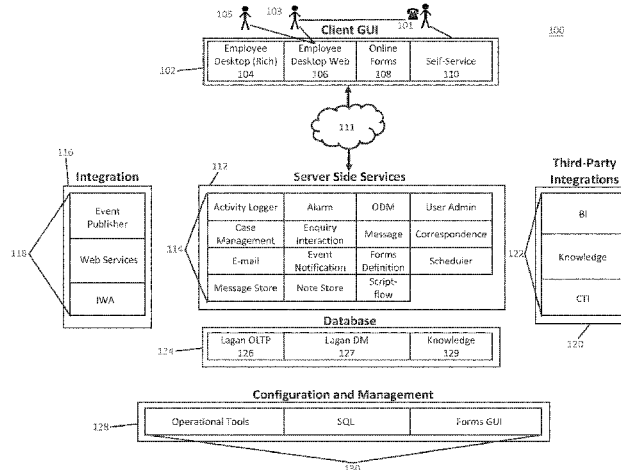 105
103
101
100
Client GUI
102
Employee Desktop (Rich) 104
Employee Desktop Web 106
Online Forms 108
Self-Service 110
111
116
Integration
118
Event Publisher
Web Services
IWA
112
Server Side Services
114
Activity Logger
Alarm
ODM
User Admin
Case Management
Enquiry Interaction
Message
Correspondence
E-mail
Event Notification
Forms Definition
Scheduler
Message Store
Note Store
Script-flow
Third-Party Integrations
122
BI
Knowledge
CTI
120
Database
124
Lagan OLTP 126
Lagan DM 127
Knowledge 129
Configuration and Management
128
Operational Tools
SQL
Forms GUI
130